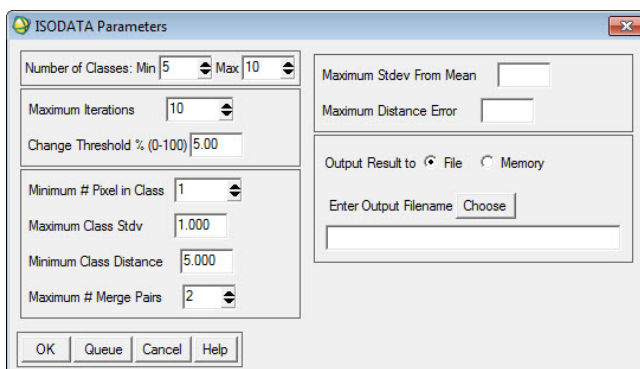 ISODATA Parameters
Number of Classes: Min 5 Max 10
Maximum Iterations 10
Change Threshold % (0-100) 5.00
Minimum # Pixel in Class 1
Maximum Class Stdv 1.000
Minimum Class Distance 5.000
Maximum # Merge Pairs 2
Maximum Stdev From Mean
Maximum Distance Error
Output Result to File Memory
Enter Output Filename Choose
OK Queue Cancel Help